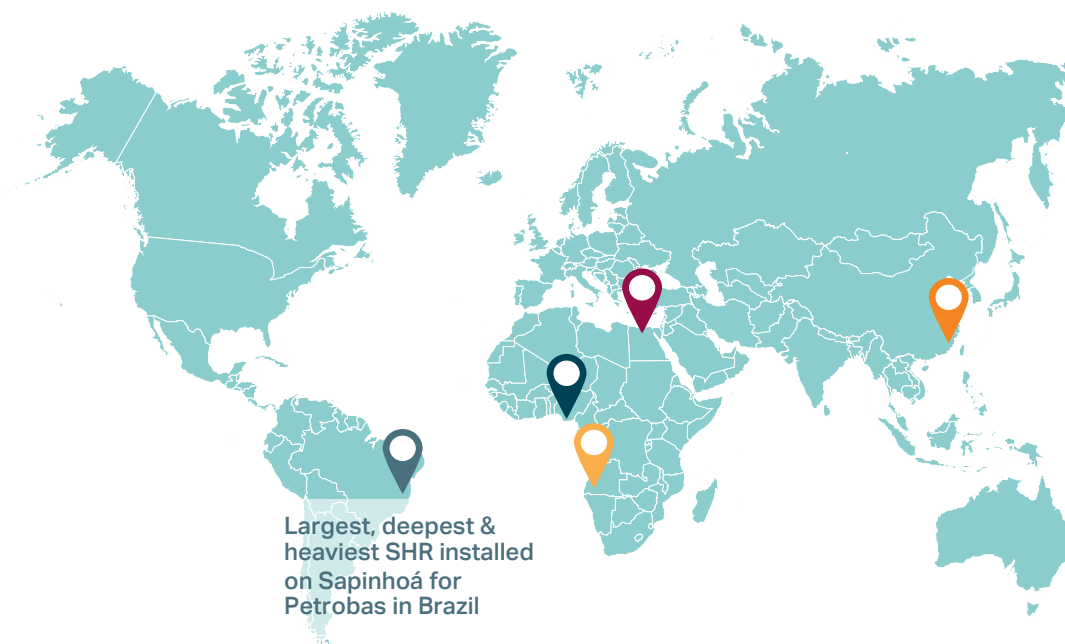 Largest, deepest &
heaviest SHR installed
on Sapinhoá for
Petrobas in Brazil